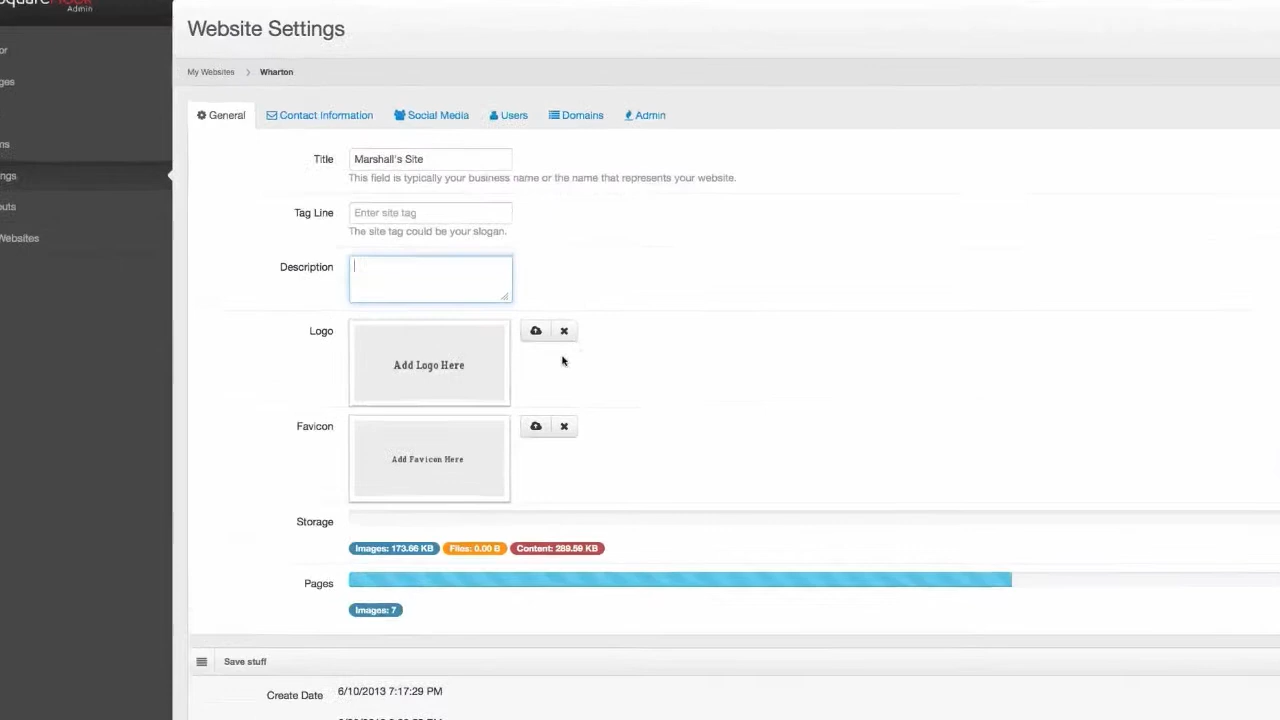 Admin
Website Settings
My Websites > Wharton
General Contact Information Social Media Users Domains Admin
Title Marshall's Site
This field is typically your business name or the name that represents your website.
Tag Line Enter site tag
The site tag could be your slogan.
Description
Logo Add Logo Here
Favicon Add Favicon Here
Storage
Images: 173.66 KB Files: 0.00 B Content: 289.59 KB
Pages
Images: 7
Save stuff
Create Date 6/10/2013 7:17:29 PM
Websites